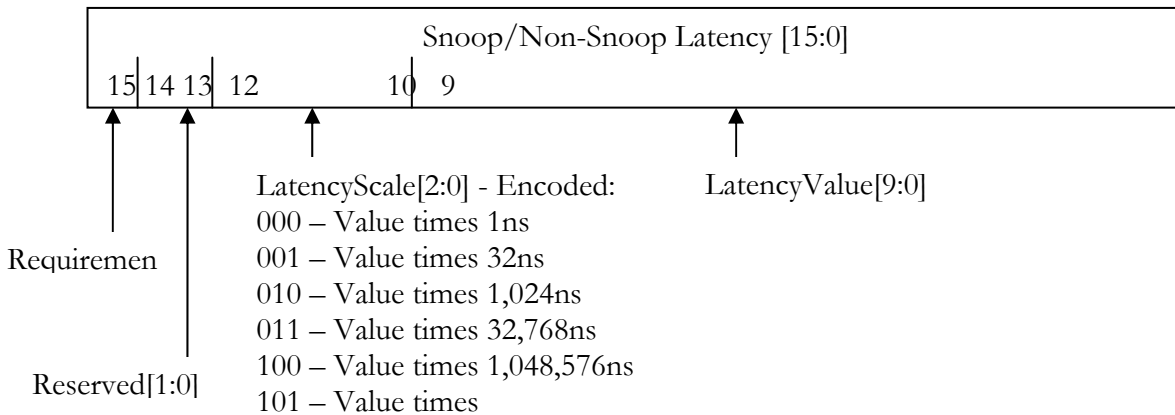 Snoop/Non-Snoop Latency [15:0]
15 14 13 12 10 9
LatencyScale[2:0] - Encoded:
LatencyValue[9:0]
000 – Value times 1ns
001 – Value times 32ns
Requiremen
010 – Value times 1,024ns
011 – Value times 32,768ns
100 – Value times 1,048,576ns
Reserved[1:0]
101 – Value times